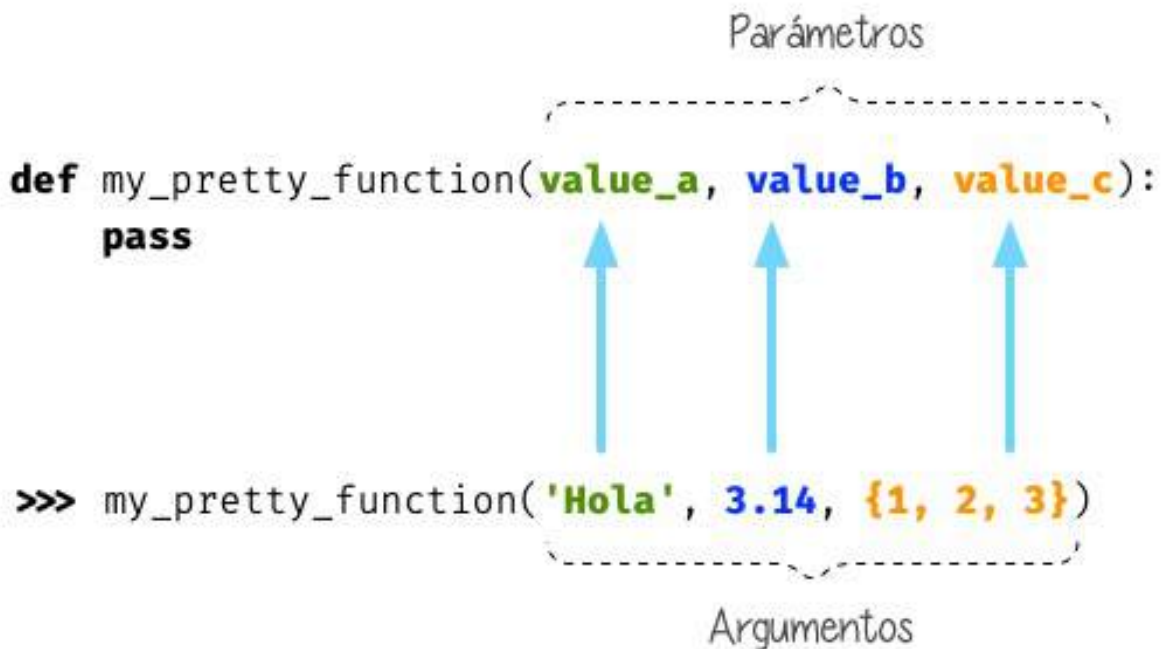 Parámetros
def my_pretty_function(value_a, value_b, value_c):
pass
>>> my_pretty_function('Hola', 3.14, {1, 2, 3})
Argumentos